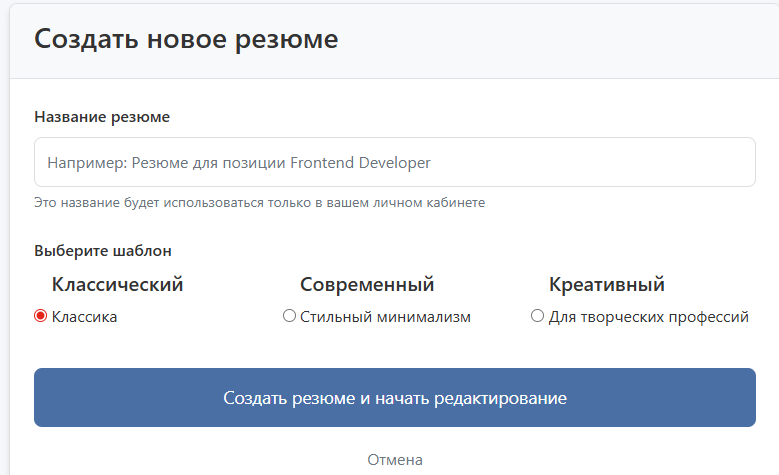 Создать новое резюме
Название резюме
Например: Резюме для позиции Frontend Developer
Это название будет использоваться только в вашем личном кабинете
Выберите шаблон
Классический Современный Креативный
Классика Стильный минимализм Для творческих профессий
Создать резюме и начать редактирование
Отмена